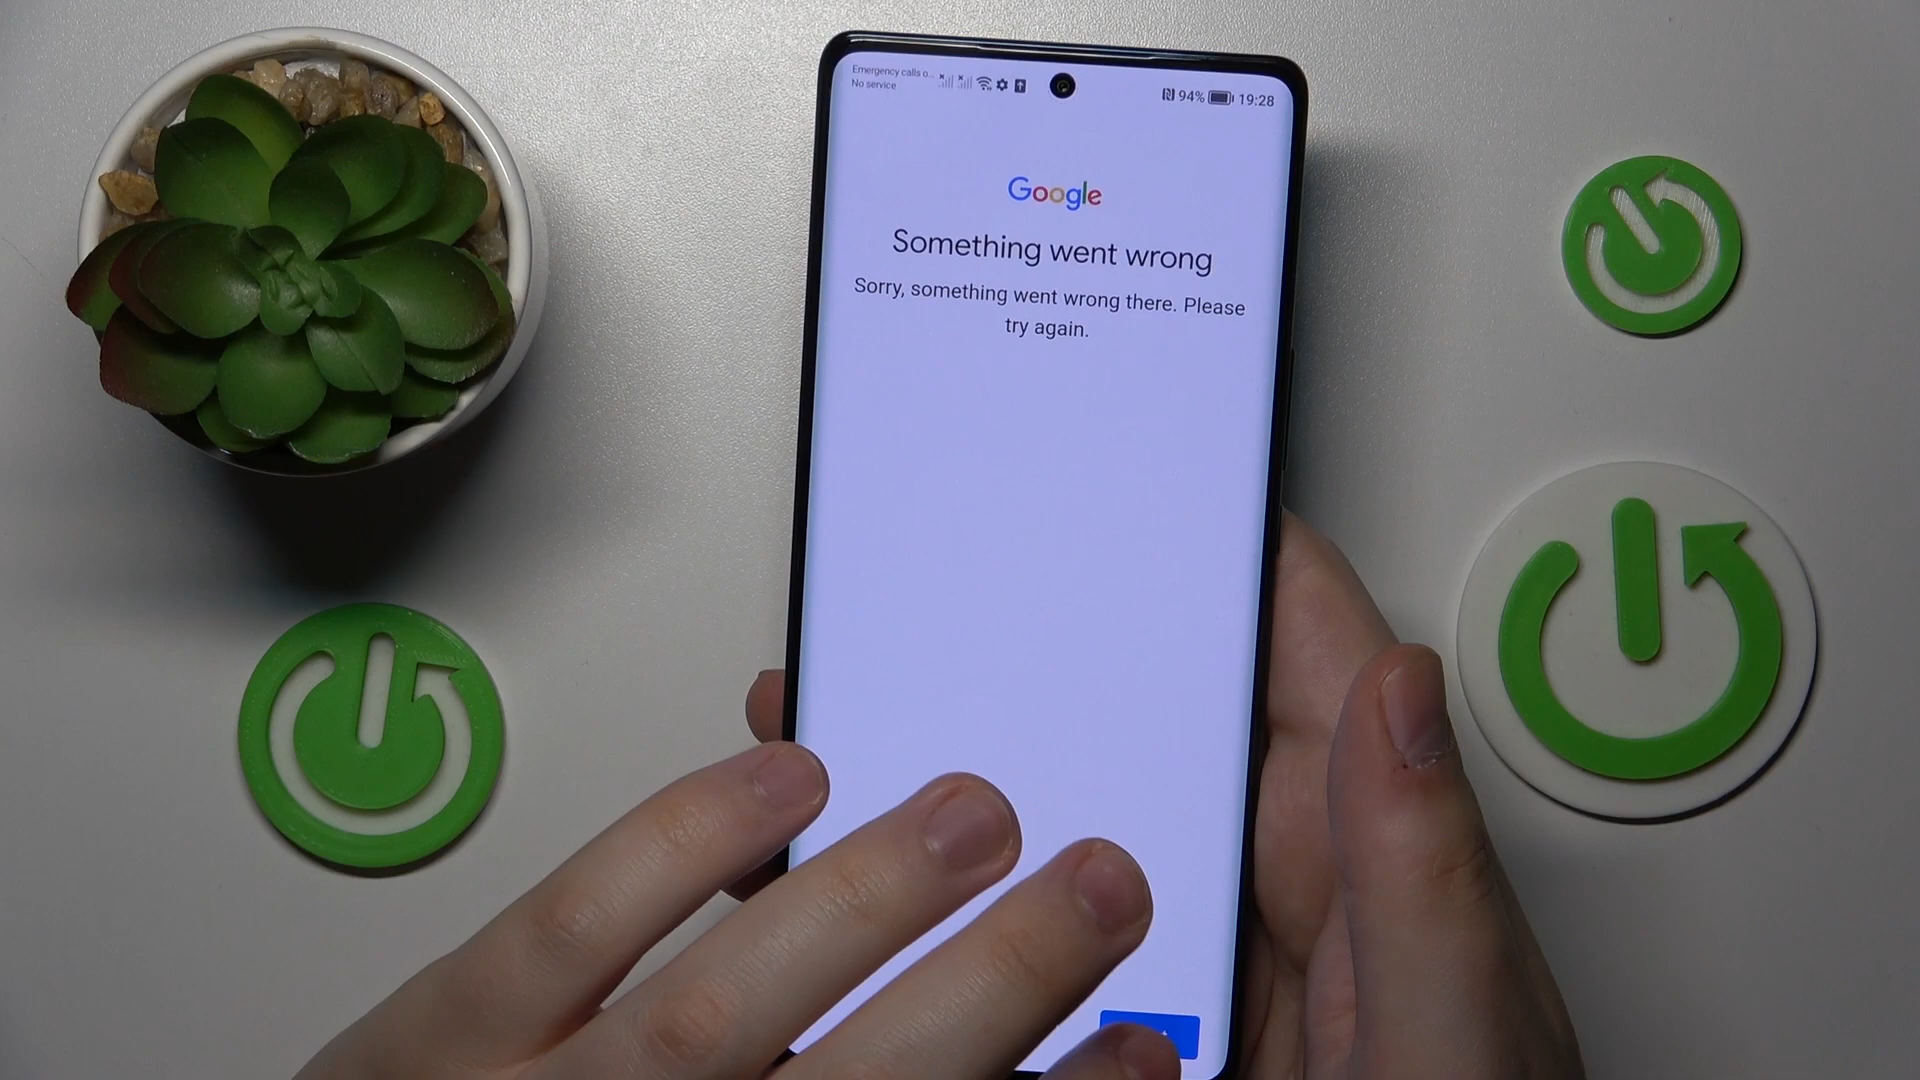 Emergency calls o...
No service
94% 19:28
Google
Something went wrong
Sorry, something went wrong there. Please
try again.